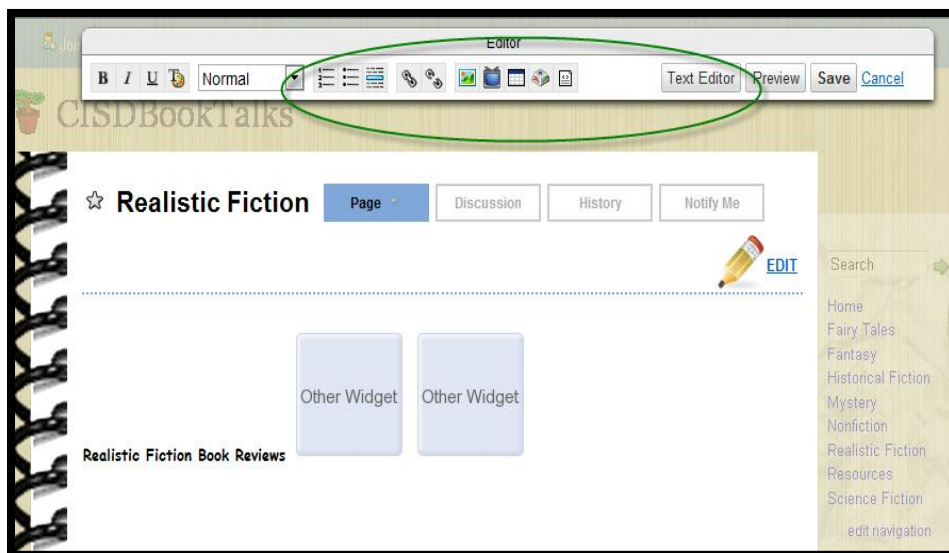 Editor
B I U Normal Text Editor Preview Save Cancel
CISDBookTalks
Realistic Fiction Page Discussion History Notify Me
EDIT
Search
Home
Fairy Tales
Fantasy
Historical Fiction
Mystery
Nonfiction
Realistic Fiction
Resources
Science Fiction
edit navigation
Other Widget Other Widget
Realistic Fiction Book Reviews